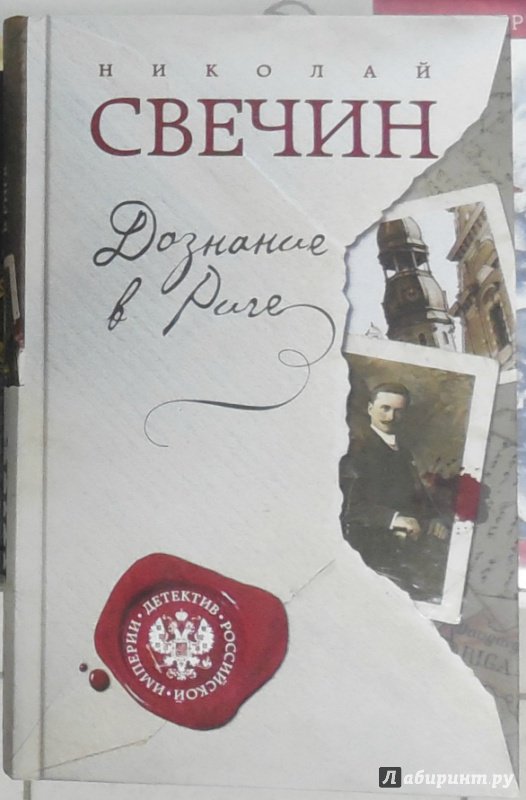 НИКОЛАЙ
СВЕЧИН
Дознание
в Риге
ДЕТЕКТИВ • РОССИЙСКОЙ • ИМПЕРИИ •
RIGA
Лабиринт.ру